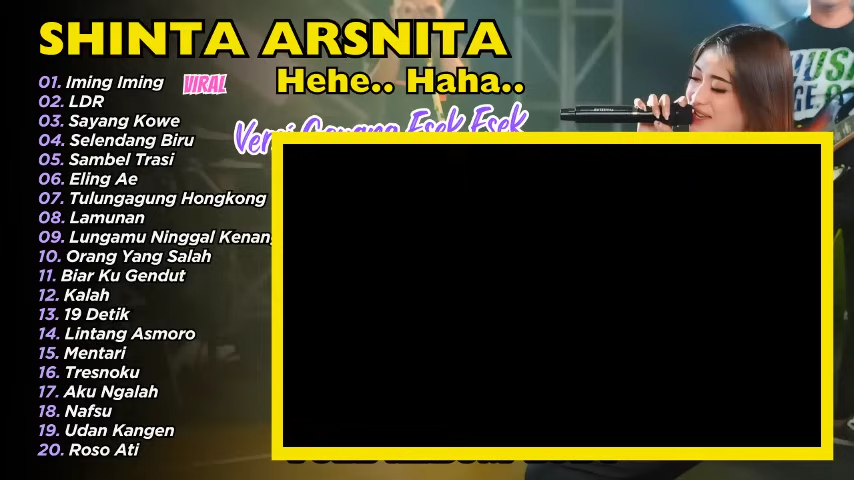 SHINTA ARSNITA
Hehe.. Haha..
01. Iming Iming VIRAL
02. LDR
03. Sayang Kowe
04. Selendang Biru
05. Sambel Trasi
06. Eling Ae
07. Tulungagung Hongkong
08. Lamunan
09. Lungamu Ninggal
10. Orang Yang Salah
11. Biar Ku Gendut
12. Kalah
13. 19 Detik
14. Lintang Asmoro
15. Mentari
16. Tresnoku
17. Aku Ngalah
18. Nafsu
19. Udan Kangen
20. Roso Ati
Esek Esek